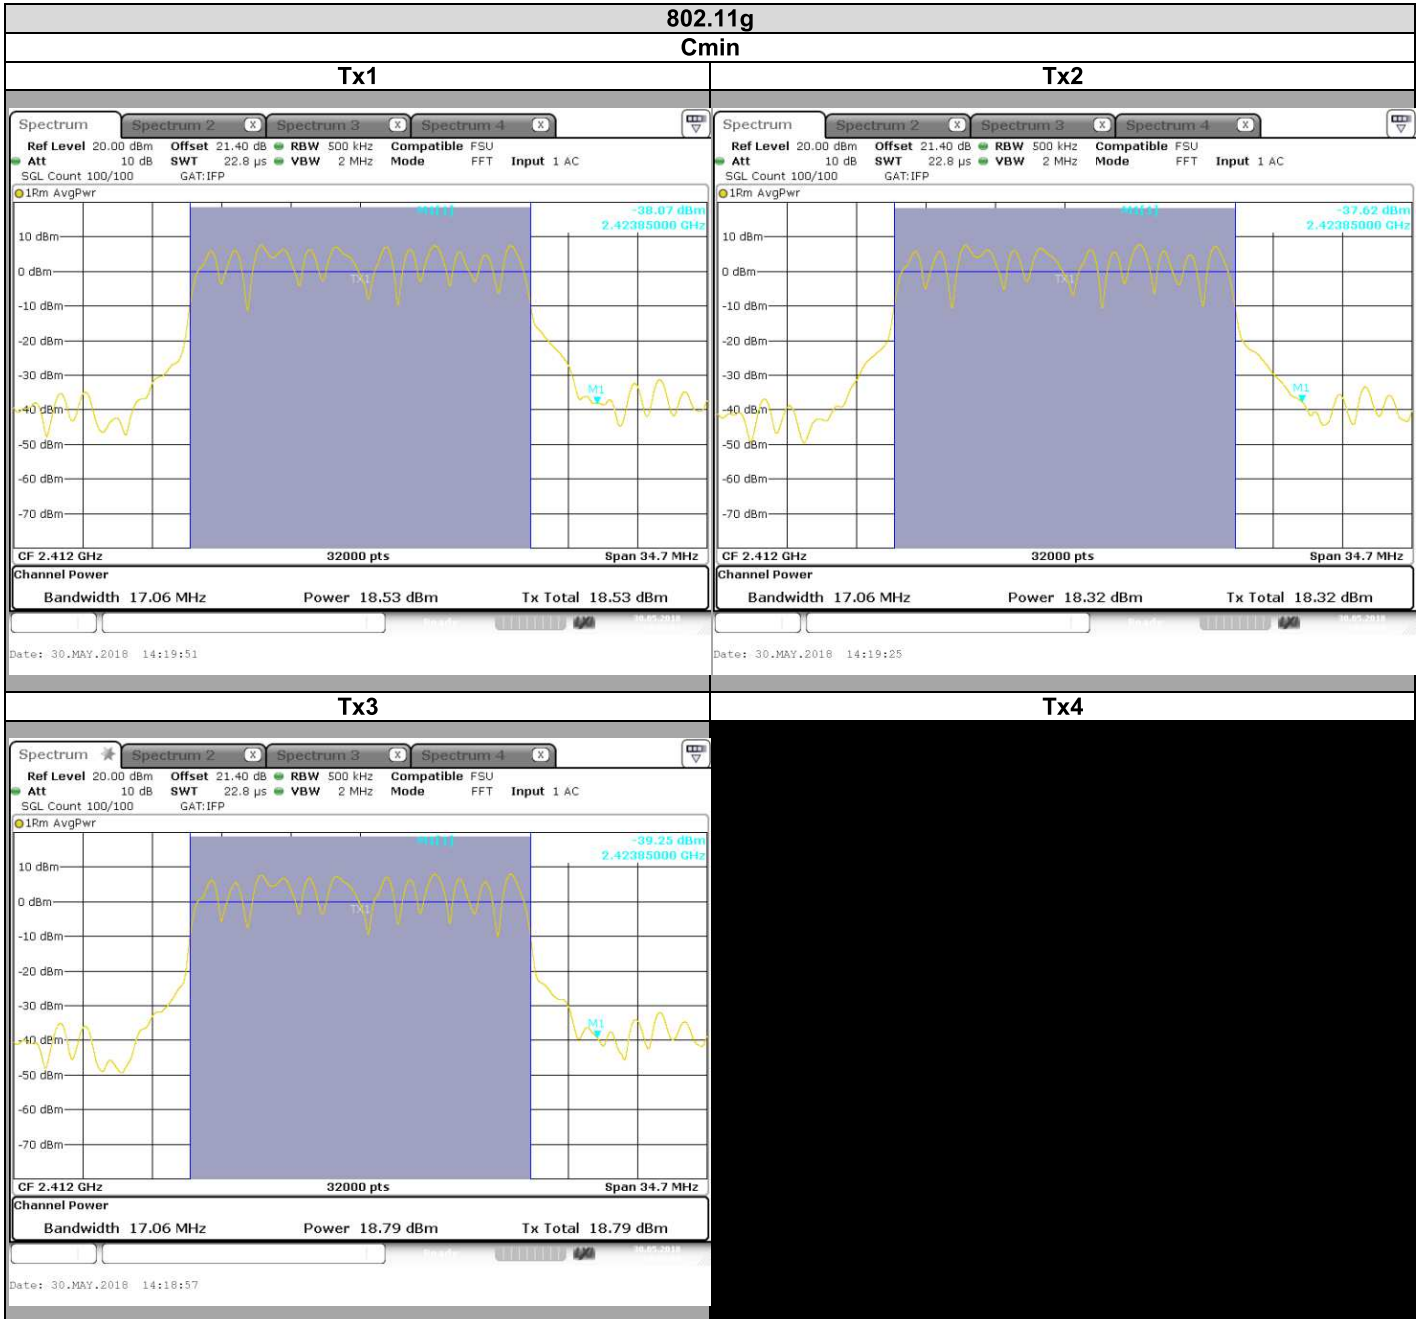 802.11g
Cmin
Tx1 Tx2
Spectrum Spectrum 2 X Spectrum 3 X Spectrum 4 X
Ref Level 20.00 dBm Offset 21.40 dB RBW 500 kHz Compatible FSU
Att 10 dB SWT 22.8 µs VBW 2 MHz Mode FFT Input 1 AC
SGL Count 100/100 GAT:IFP
1Rm AvgPwr
M1[1] -38.07 dBm
2.42385000 GHz
10 dBm
0 dBm
TX1
-10 dBm
-20 dBm
-30 dBm
M1
-40 dBm
-50 dBm
-60 dBm
-70 dBm
CF 2.412 GHz 32000 pts Span 34.7 MHz
Channel Power
Bandwidth 17.06 MHz Power 18.53 dBm Tx Total 18.53 dBm
30.05.2018
Date: 30.MAY.2018 14:19:51
Spectrum Spectrum 2 X Spectrum 3 X Spectrum 4 X
Ref Level 20.00 dBm Offset 21.40 dB RBW 500 kHz Compatible FSU
Att 10 dB SWT 22.8 µs VBW 2 MHz Mode FFT Input 1 AC
SGL Count 100/100 GAT:IFP
1Rm AvgPwr
M1[1] -37.62 dBm
2.42385000 GHz
10 dBm
0 dBm
TX1
-10 dBm
-20 dBm
-30 dBm
M1
-40 dBm
-50 dBm
-60 dBm
-70 dBm
CF 2.412 GHz 32000 pts Span 34.7 MHz
Channel Power
Bandwidth 17.06 MHz Power 18.32 dBm Tx Total 18.32 dBm
30.05.2018
Date: 30.MAY.2018 14:19:25
Tx3 Tx4
Spectrum Spectrum 2 X Spectrum 3 X Spectrum 4 X
Ref Level 20.00 dBm Offset 21.40 dB RBW 500 kHz Compatible FSU
Att 10 dB SWT 22.8 µs VBW 2 MHz Mode FFT Input 1 AC
SGL Count 100/100 GAT:IFP
1Rm AvgPwr
M1[1] -39.25 dBm
2.42385000 GHz
10 dBm
0 dBm
TX1
-10 dBm
-20 dBm
-30 dBm
M1
-40 dBm
-50 dBm
-60 dBm
-70 dBm
CF 2.412 GHz 32000 pts Span 34.7 MHz
Channel Power
Bandwidth 17.06 MHz Power 18.79 dBm Tx Total 18.79 dBm
30.05.2018
Date: 30.MAY.2018 14:18:57